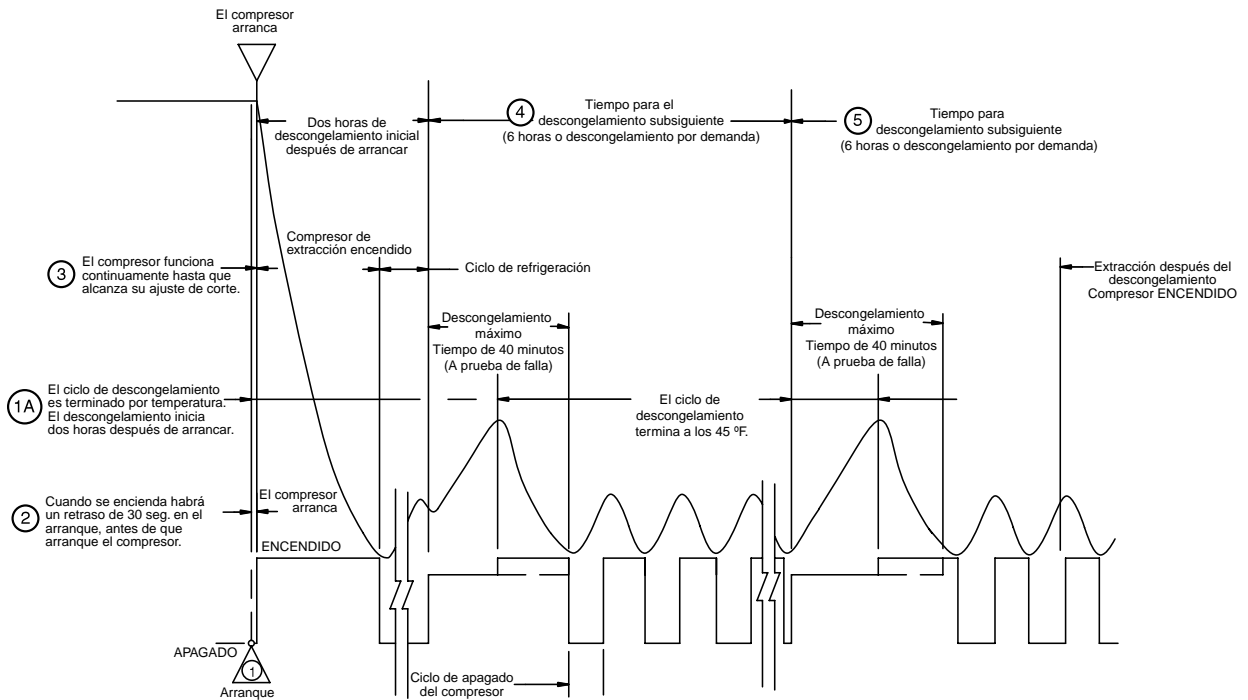 El compresor
arranca
4
Tiempo para el
descongelamiento subsiguiente
(6 horas o descongelamiento por demanda)
5
Tiempo para
descongelamiento subsiguiente
(6 horas o descongelamiento por demanda)
Dos horas de
descongelamiento inicial
después de arrancar
Compresor de
extracción encendido
3
El compresor funciona
continuamente hasta que
alcanza su ajuste de corte.
Ciclo de refrigeración
Extracción después del
descongelamiento
Compresor ENCENDIDO
Descongelamiento
máximo
Tiempo de 40 minutos
(A prueba de falla)
Descongelamiento
máximo
Tiempo de 40 minutos
(A prueba de falla)
1A
El ciclo de descongelamiento
es terminado por temperatura.
El descongelamiento inicia
dos horas después de arrancar.
El ciclo de
descongelamiento
termina a los 45 ºF.
2
Cuando se encienda habrá
un retraso de 30 seg. en el
arranque, antes de que
arranque el compresor.
El compresor
arranca
ENCENDIDO
APAGADO
1
Arranque
Ciclo de apagado
del compresor